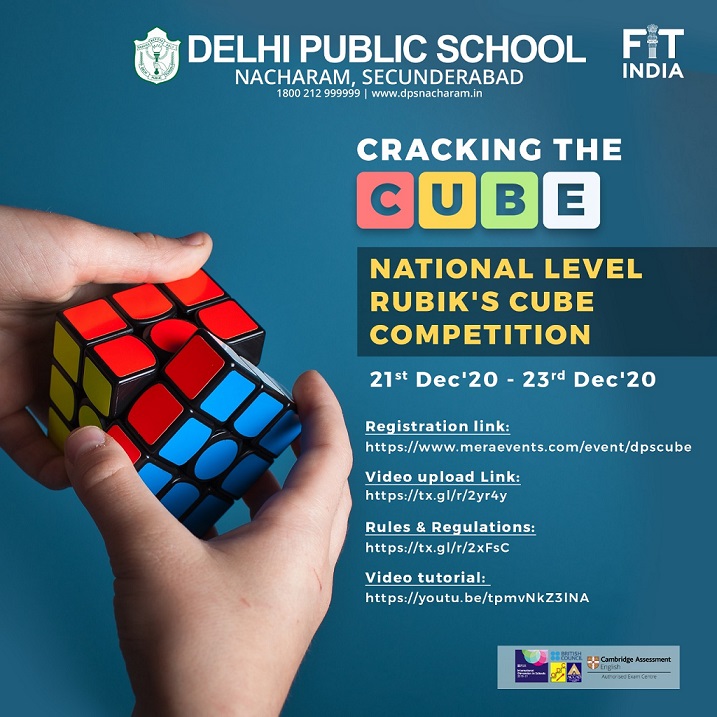 DELHI PUBLIC SCHOOL
NACHARAM, SECUNDERABAD
1800 212 999999 | www.dpsnacharam.in
FiT
INDIA
CRACKING THE
CUBE
NATIONAL LEVEL
RUBIK'S CUBE
COMPETITION
21st Dec'20 - 23rd Dec'20
Registration link:
https://www.meraevents.com/event/dpscube
Video upload Link:
https://tx.gl/r/2yr4y
Rules & Regulations:
https://tx.gl/r/2xFsC
Video tutorial:
https://youtu.be/tpmvNkZ3lNA
BRITISH
COUNCIL
Cambridge Assessment
English
Authorised Exam Centre